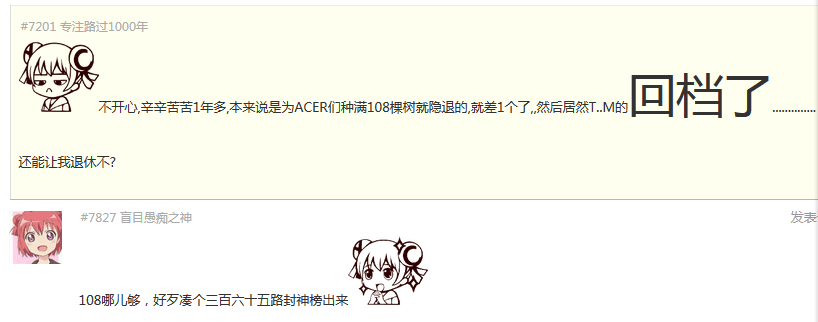 #7201 专注路过1000年
不开心,辛辛苦苦1年多,本来说是为ACER们种满108棵树就隐退的,就差1个了,,然后居然T..M的回档了..............
还能让我退休不?
#7827 盲目愚痴之神
发表
108哪儿够，好歹凑个三百六十五路封神榜出来